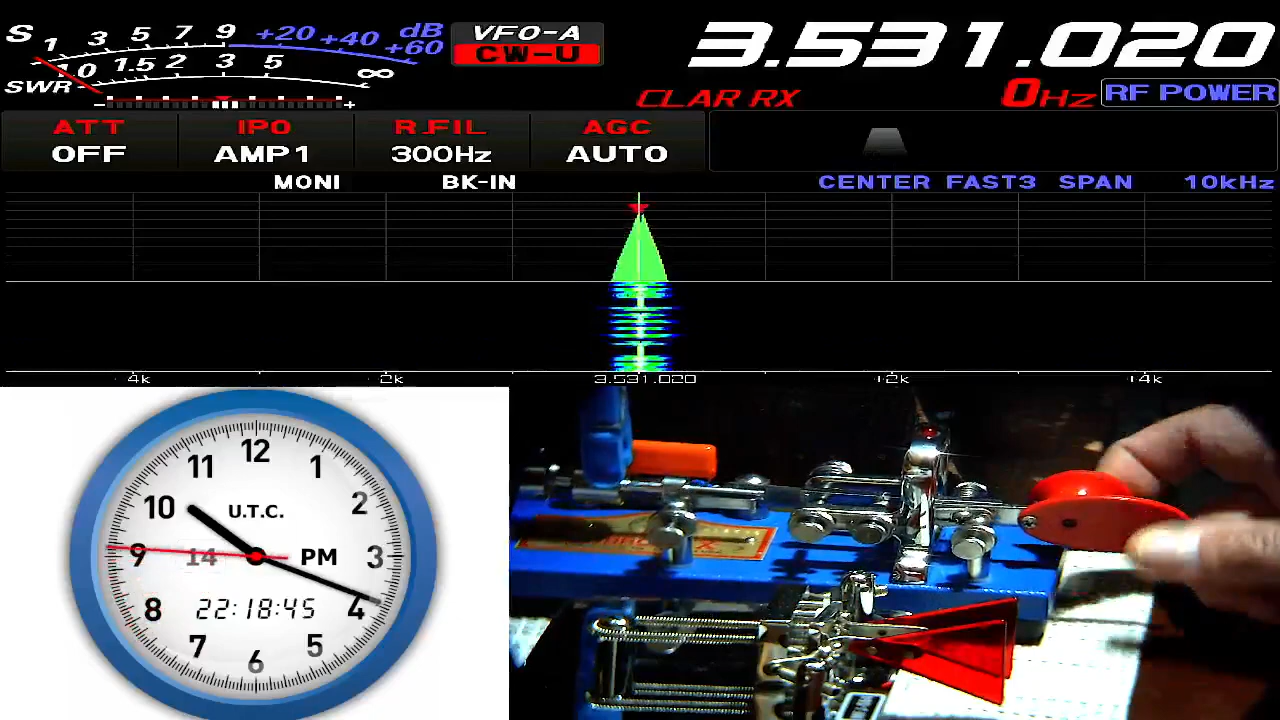 S 1 3 5 7 9 +20 +40 +60 dB
VFO-A
CW-U
3.531.020
SWR 1.0 1.5 2 3 5 ∞
- +
CLAR RX 0Hz RF POWER
ATT IPO R.FIL AGC
OFF AMP1 300Hz AUTO
MONI BK-IN CENTER FAST3 SPAN 10kHz
-4k -2k 3.531.020 +2k +4k
12
11 1
10 U.T.C. 2
9 14 PM 3
8 22:18:45 4
7 5
6